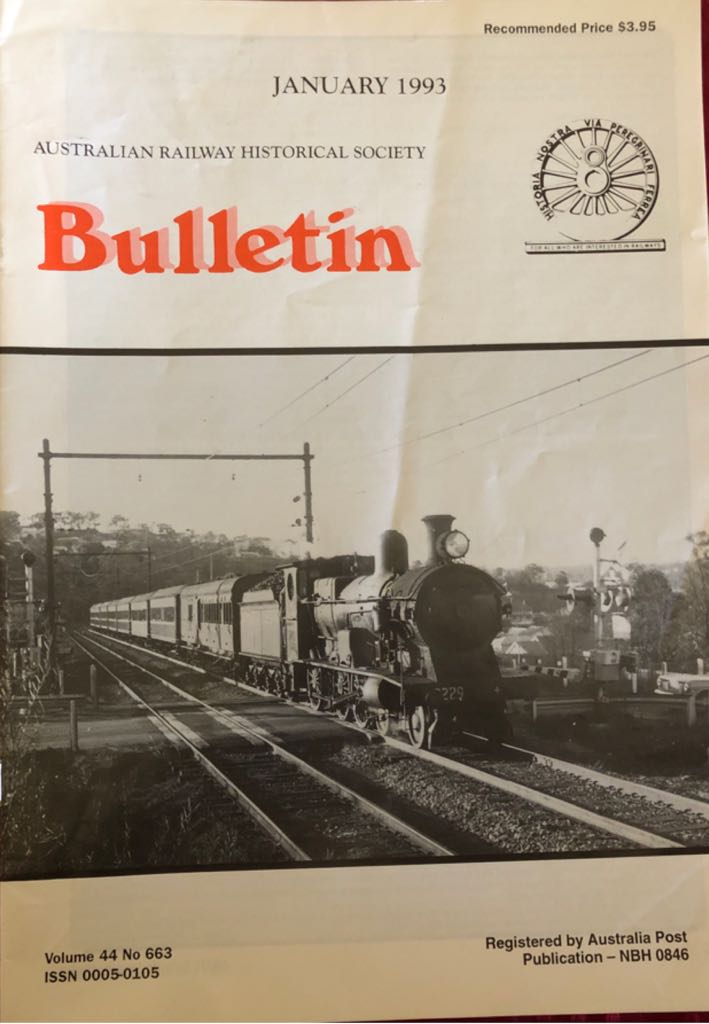 Recommended Price $3.95
JANUARY 1993
AUSTRALIAN RAILWAY HISTORICAL SOCIETY
Bulletin
HISTORIA NOSTRA VIA PEREGRINARI FERREA
FOR ALL WHO ARE INTERESTED IN RAILWAYS
Volume 44 No 663
ISSN 0005-0105
Registered by Australia Post
Publication – NBH 0846